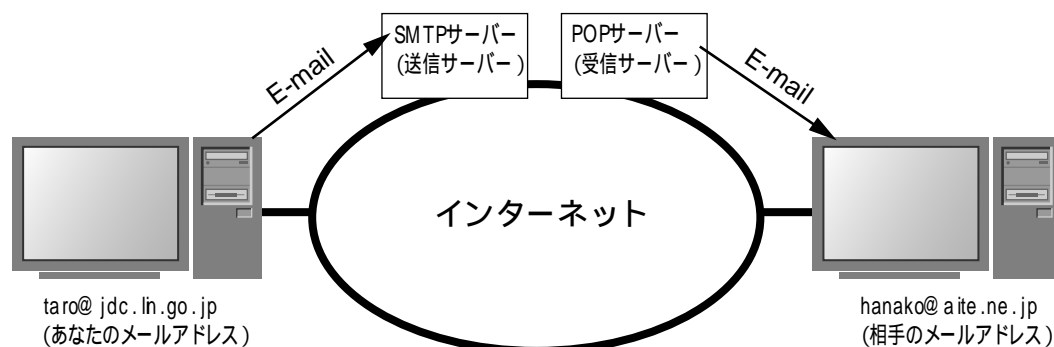 SMTPサーバー
(送信サーバー)
POPサーバー
(受信サーバー)
E-mail
E-mail
インターネット
taro@jdc.lin.go.jp
(あなたのメールアドレス)
hanako@aite.ne.jp
(相手のメールアドレス)